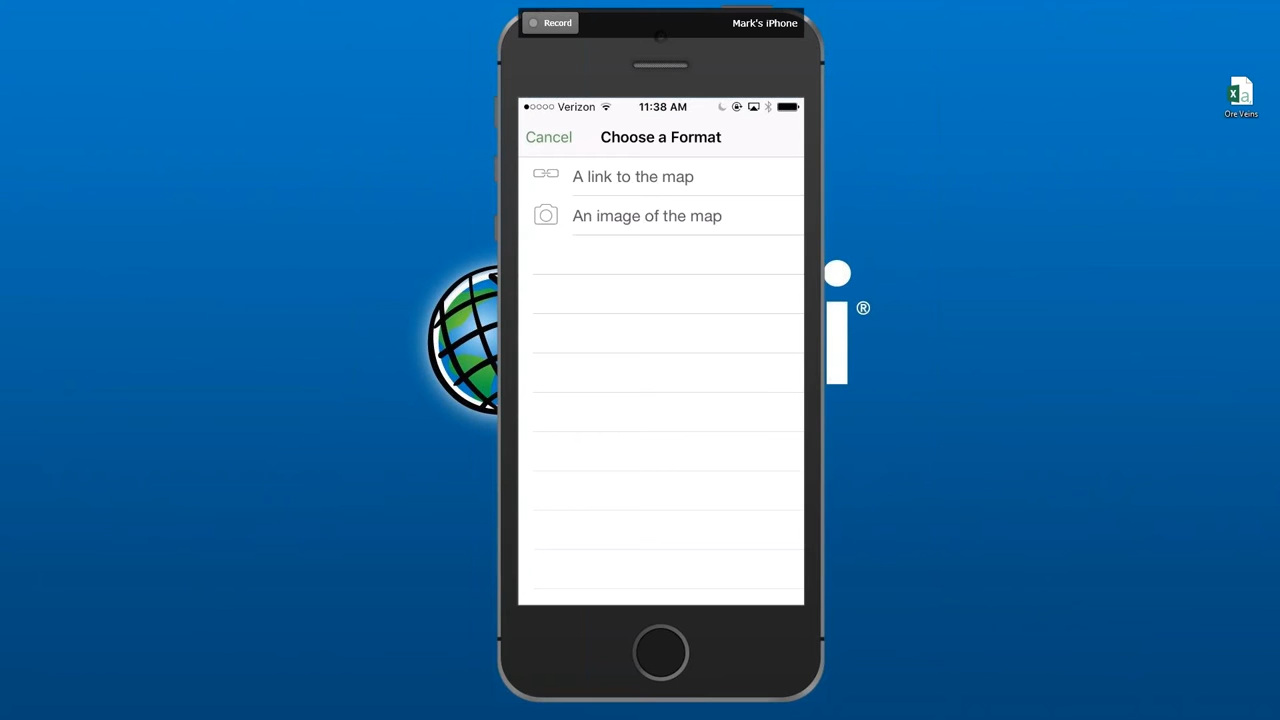 Record
Mark's iPhone
Verizon
11:38 AM
Cancel
Choose a Format
A link to the map
An image of the map
i
®
X
a
Ore Veins